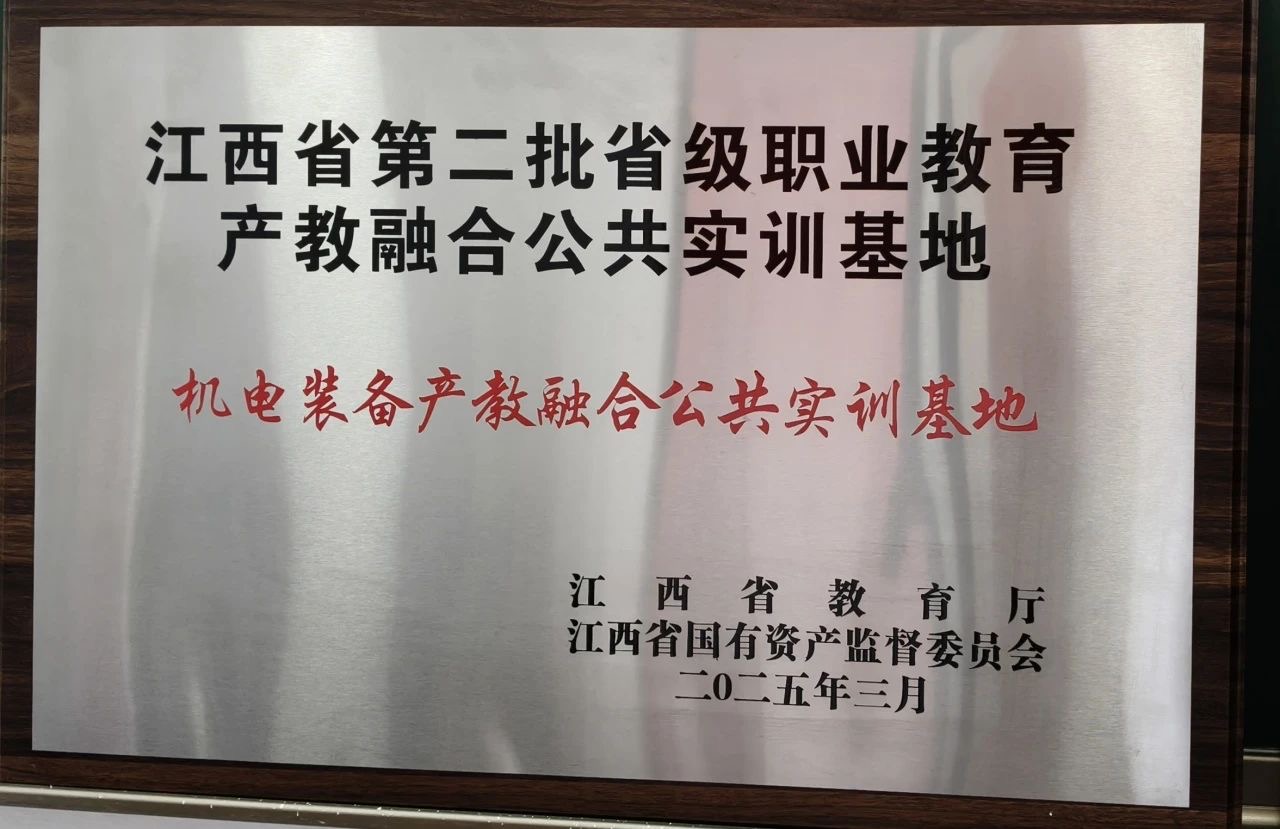 江西省第二批省级职业教育
产教融合公共实训基地
机电装备产教融合公共实训基地
江西省教育厅
江西省国有资产监督委员会
二0二五年三月